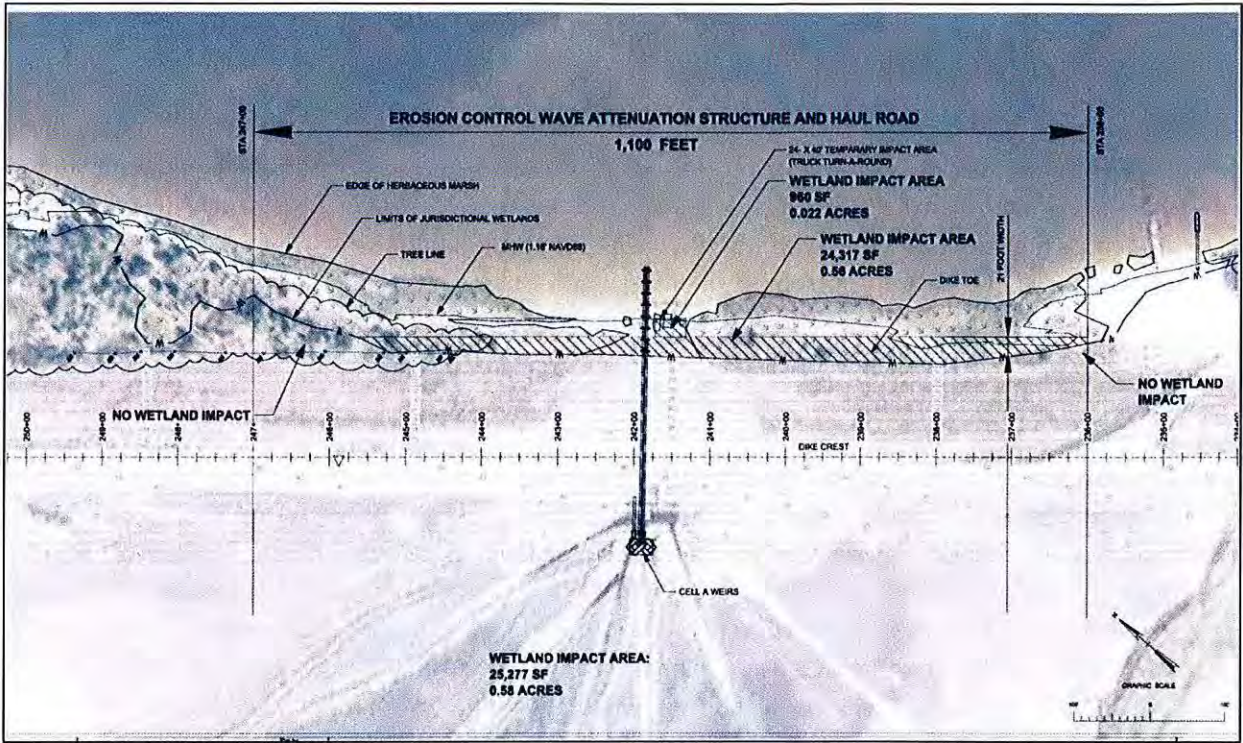 EROSION CONTROL WAVE ATTENUATION STRUCTURE AND HAUL ROAD
1,100 FEET
STA 247+00
24- X 40' TEMPARARY IMPACT AREA
(TRUCK TURN-A-ROUND)
EDGE OF HERBACEOUS MARSH
WETLAND IMPACT AREA
960 SF
0.022 ACRES
LIMITS OF JURISDICTIONAL WETLANDS
TREE LINE
MHW (1.16' NAVD88)
WETLAND IMPACT AREA
24,317 SF
0.56 ACRES
21 FOOT WIDTH
DIKE TOE
NO WETLAND IMPACT
NO WETLAND
IMPACT
250+00
249+00
248+00
247+00
246+00
245+00
244+00
243+00
242+00
241+00
240+00
239+00
238+00
237+00
236+00
235+00
DIKE CREST
CELL A WEIRS
WETLAND IMPACT AREA:
25,277 SF
0.58 ACRES
GRAPHIC SCALE